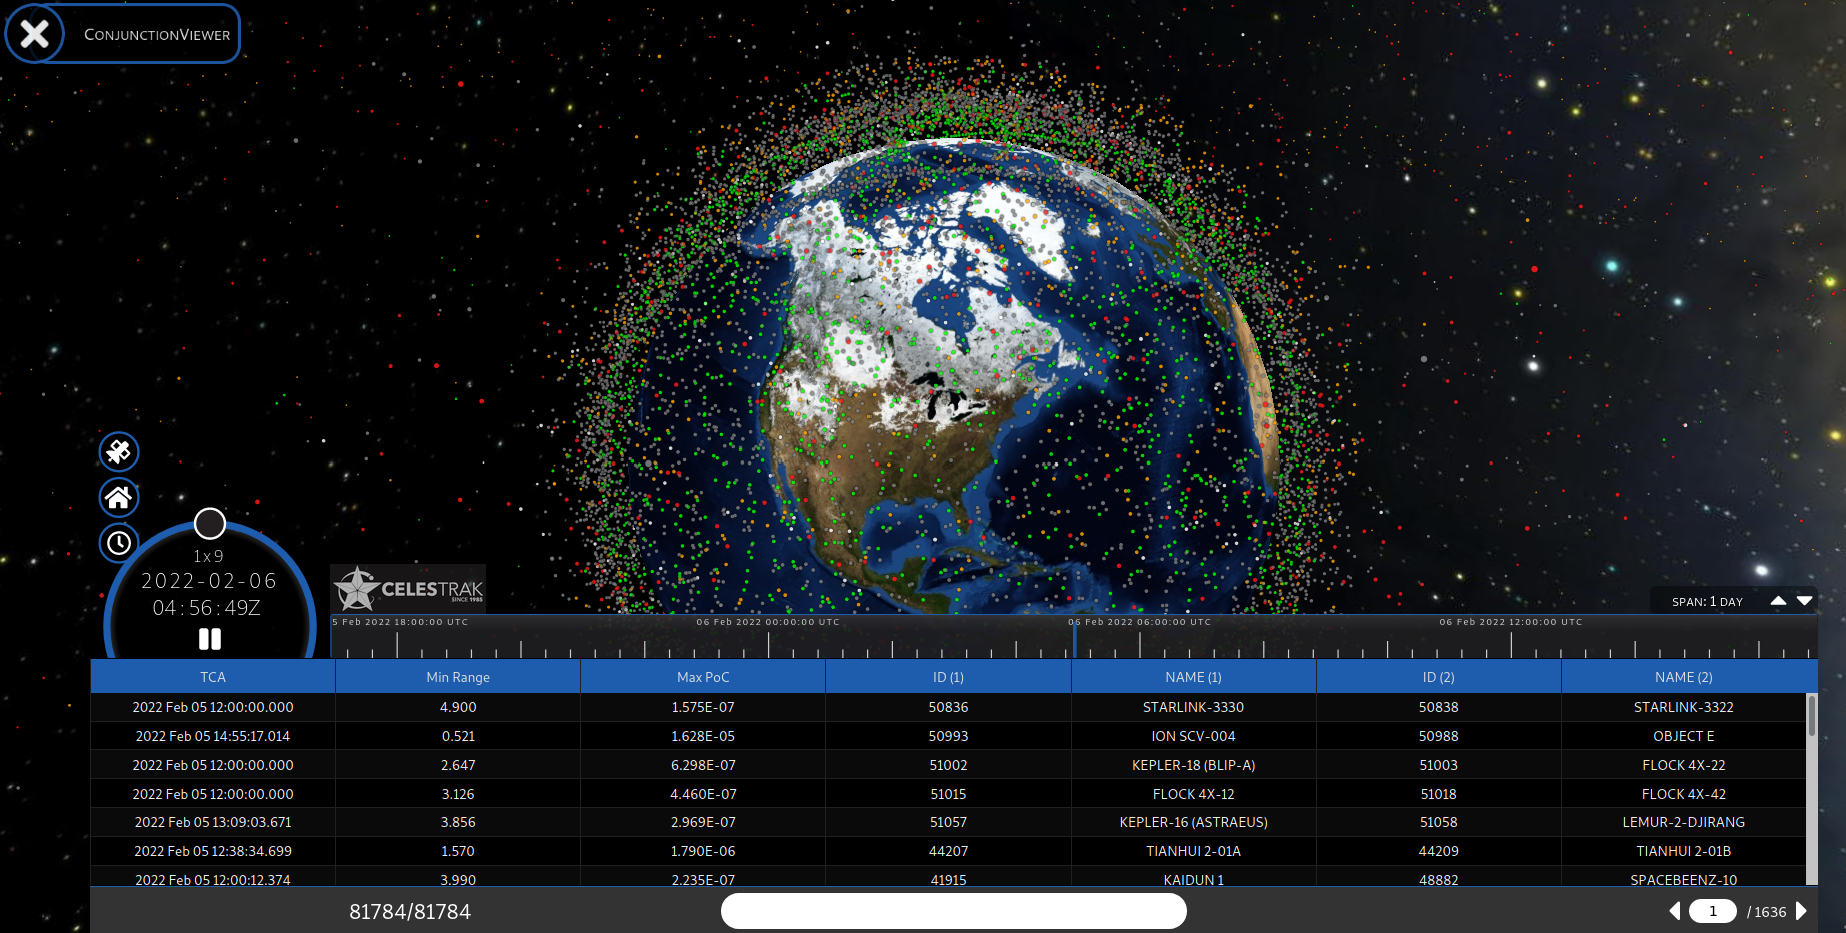 ConjunctionViewer
1x9
2022-02-06
04:56:49Z
CELESTRAK
SINCE 1985
SPAN: 1 DAY
5 Feb 2022 18:00:00 UTC 06 Feb 2022 00:00:00 UTC 06 Feb 2022 06:00:00 UTC 06 Feb 2022 12:00:00 UTC
TCA Min Range Max PoC ID (1) NAME (1) ID (2) NAME (2)
2022 Feb 05 12:00:00.000 4.900 1.575E-07 50836 STARLINK-3330 50838 STARLINK-3322
2022 Feb 05 14:55:17.014 0.521 1.628E-05 50993 ION SCV-004 50988 OBJECT E
2022 Feb 05 12:00:00.000 2.647 6.298E-07 51002 KEPLER-18 (BLIP-A) 51003 FLOCK 4X-22
2022 Feb 05 12:00:00.000 3.126 4.460E-07 51015 FLOCK 4X-12 51018 FLOCK 4X-42
2022 Feb 05 13:09:03.671 3.856 2.969E-07 51057 KEPLER-16 (ASTRAEUS) 51058 LEMUR-2-DJIRANG
2022 Feb 05 12:38:34.699 1.570 1.790E-06 44207 TIANHUI 2-01A 44209 TIANHUI 2-01B
2022 Feb 05 12:00:12.374 3.990 2.235E-07 41915 KAIDUN 1 48882 SPACEBEENZ-10
81784/81784 1 / 1636